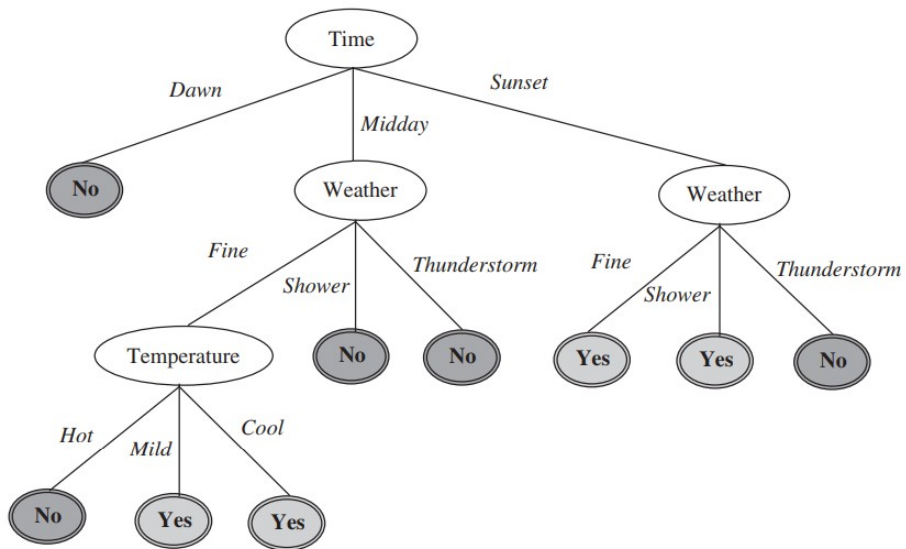 Time
Dawn
Midday
Sunset
No
Weather
Weather
Fine
Shower
Thunderstorm
Fine
Shower
Thunderstorm
Temperature
No
No
Yes
Yes
No
Hot
Mild
Cool
No
Yes
Yes